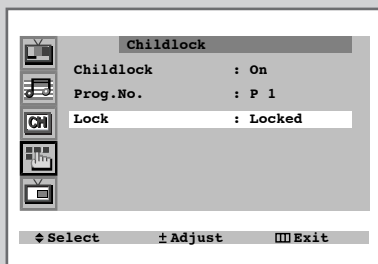 Childlock
Childlock : On
Prog.No. : P 1
CH
Lock : Locked
Select ± Adjust Exit